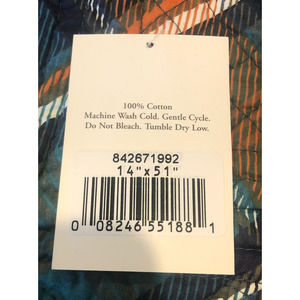 100% Cotton
Machine Wash Cold. Gentle Cycle.
Do Not Bleach. Tumble Dry Low.
842671992
14"x51"
0 08246 55188 1